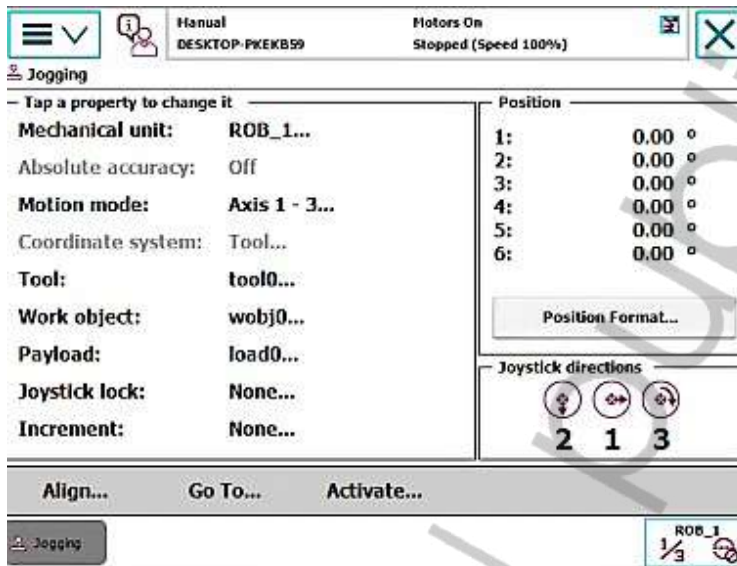 Manual
DESKTOP-PKEKB59
Motors On
Stopped (Speed 100%)
Jogging
Tap a property to change it
Mechanical unit: ROB_1...
Absolute accuracy: Off
Motion mode: Axis 1 - 3...
Coordinate system: Tool...
Tool: tool0...
Work object: wobj0...
Payload: load0...
Joystick lock: None...
Increment: None...
Position
1: 0.00 °
2: 0.00 °
3: 0.00 °
4: 0.00 °
5: 0.00 °
6: 0.00 °
Position Format...
Joystick directions
2 1 3
Align... Go To... Activate...
Jogging
ROB_1
1/3